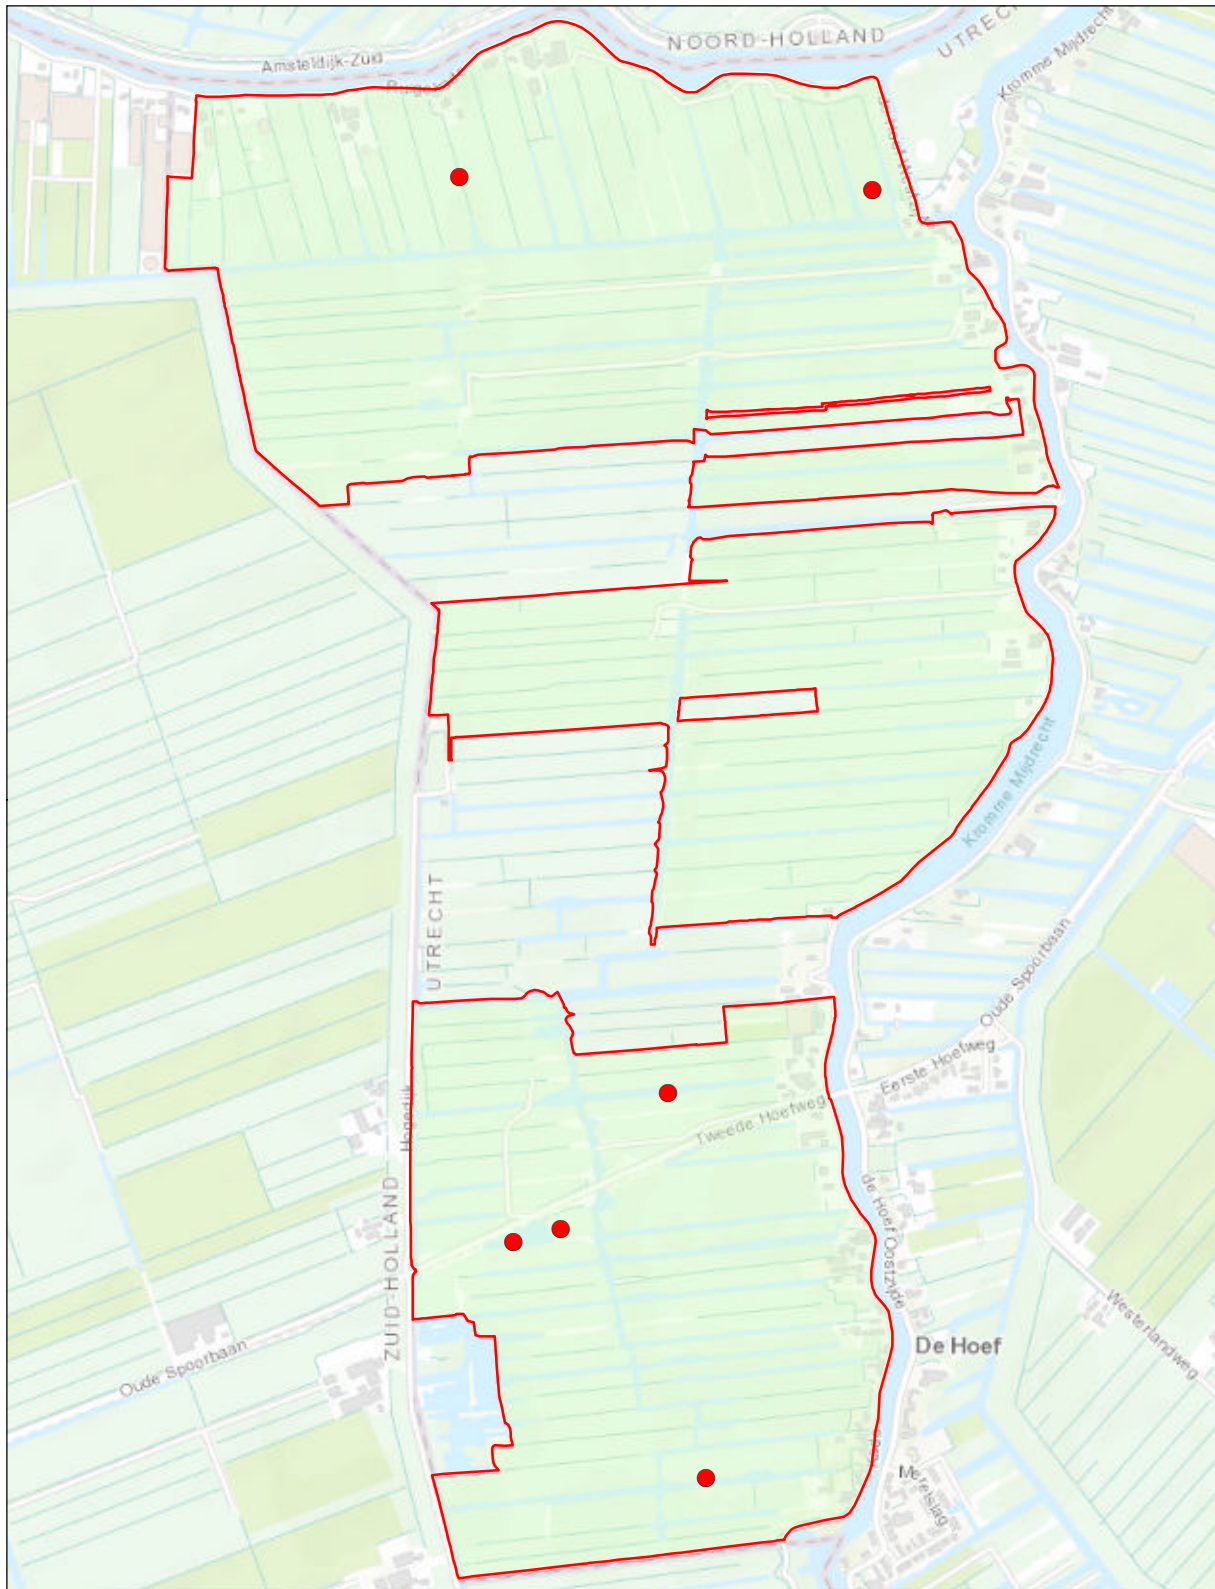 NOORD-HOLLAND
Amsteldijk-Zuid
Kromme Mijdrecht
Kromme Mijdrecht
UTRECHT
Oude Spoorbaan
Eerste Hoefweg
Tweede Hoefweg
Hogedijk
ZUID-HOLLAND
de Hoef Oostzijde
De Hoef
Westerlandweg
Oude Spoorbaan
Merelslag